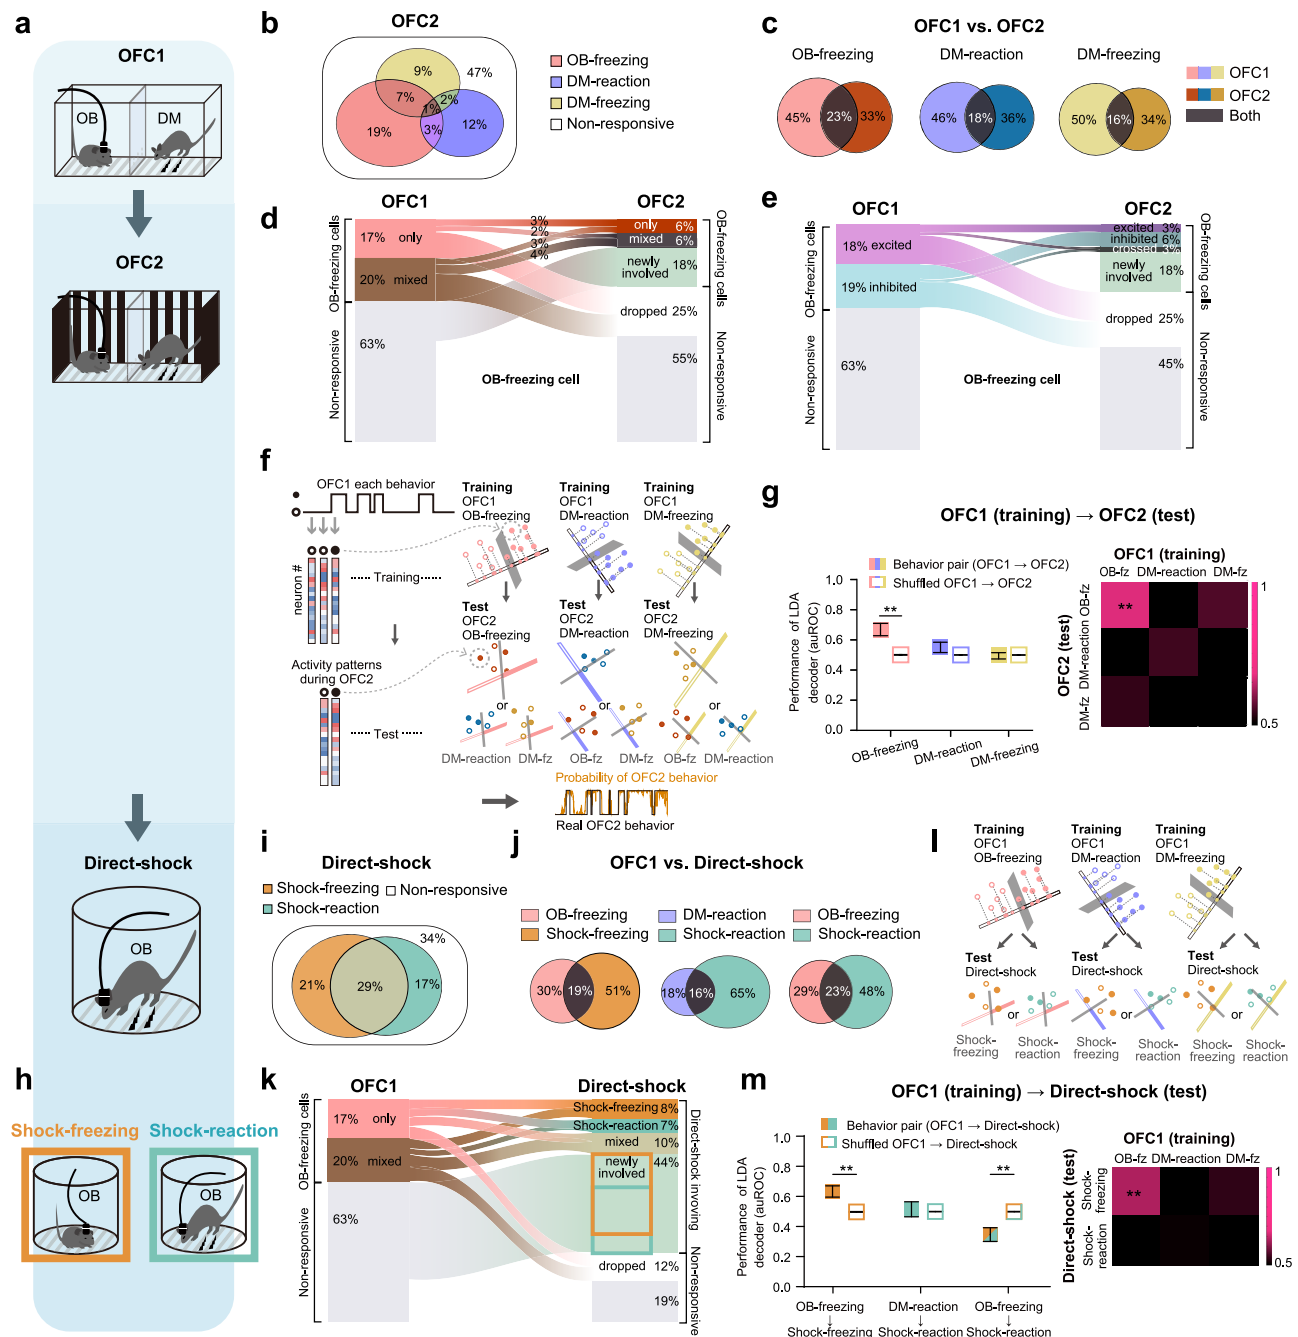 a
OFC1
OB
DM
OFC2
Direct-shock
OB
h
Shock-freezing
Shock-reaction
OB
OB
b
OFC2
9%
47%
7%
2%
1%
19%
3%
12%
OB-freezing
DM-reaction
DM-freezing
Non-responsive
c
OFC1 vs. OFC2
OB-freezing
DM-reaction
DM-freezing
45%
23%
33%
46%
18%
36%
50%
16%
34%
OFC1
OFC2
Both
d
OFC1
OFC2
OB-freezing cells
Non-responsive
17%
only
20%
mixed
63%
3%
2%
3%
4%
only
6%
mixed
6%
newly
involved
18%
dropped
25%
55%
OB-freezing cells
Non-responsive
OB-freezing cell
e
OFC1
OFC2
OB-freezing cells
Non-responsive
18% excited
19% inhibited
63%
excited
3%
inhibited
6%
crossed
3%
newly
involved
18%
dropped
25%
45%
OB-freezing cells
Non-responsive
OB-freezing cell
f
OFC1 each behavior
neuron #
Training
Activity patterns
during OFC2
Test
Training
OFC1
OB-freezing
Training
OFC1
DM-reaction
Training
OFC1
DM-freezing
Test
OFC2
OB-freezing
Test
OFC2
DM-reaction
Test
OFC2
DM-freezing
or
or
or
DM-reaction
DM-fz
OB-fz
DM-fz
OB-fz
DM-reaction
Probability of OFC2 behavior
Real OFC2 behavior
g
OFC1 (training) → OFC2 (test)
Behavior pair (OFC1 → OFC2)
Shuffled OFC1 → OFC2
Performance of LDA
decoder (auROC)
1.0
0.8
0.6
0.4
0.2
0.0
**
OB-freezing
DM-reaction
DM-freezing
OFC1 (training)
OB-fz
DM-reaction
DM-fz
OFC2 (test)
OB-fz
DM-reaction
DM-fz
**
1
0.5
i
Direct-shock
Shock-freezing
Non-responsive
Shock-reaction
34%
21%
29%
17%
j
OFC1 vs. Direct-shock
OB-freezing
Shock-freezing
DM-reaction
Shock-reaction
OB-freezing
Shock-reaction
30%
19%
51%
18%
16%
65%
29%
23%
48%
k
OFC1
Direct-shock
OB-freezing cells
Non-responsive
17%
only
20%
mixed
63%
Shock-freezing
8%
Shock-reaction
7%
mixed
10%
newly
involved
44%
dropped
12%
19%
Direct-shock invoving
Non-responsive
l
Training
OFC1
OB-freezing
Training
OFC1
DM-reaction
Training
OFC1
DM-freezing
Test
Direct-shock
Test
Direct-shock
Test
Direct-shock
or
or
or
Shock-
freezing
Shock-
reaction
Shock-
freezing
Shock-
reaction
Shock-
freezing
Shock-
reaction
m
OFC1 (training) → Direct-shock (test)
Behavior pair (OFC1 → Direct-shock)
Shuffled OFC1 → Direct-shock
Performance of LDA
decoder (auROC)
1.0
0.8
0.6
0.4
0.2
0.0
**
**
OB-freezing
↓
Shock-freezing
DM-reaction
↓
Shock-reaction
OB-freezing
↓
Shock-reaction
OFC1 (training)
OB-fz
DM-reaction
DM-fz
Direct-shock (test)
Shock-
freezing
Shock-
reaction
**
1
0.5